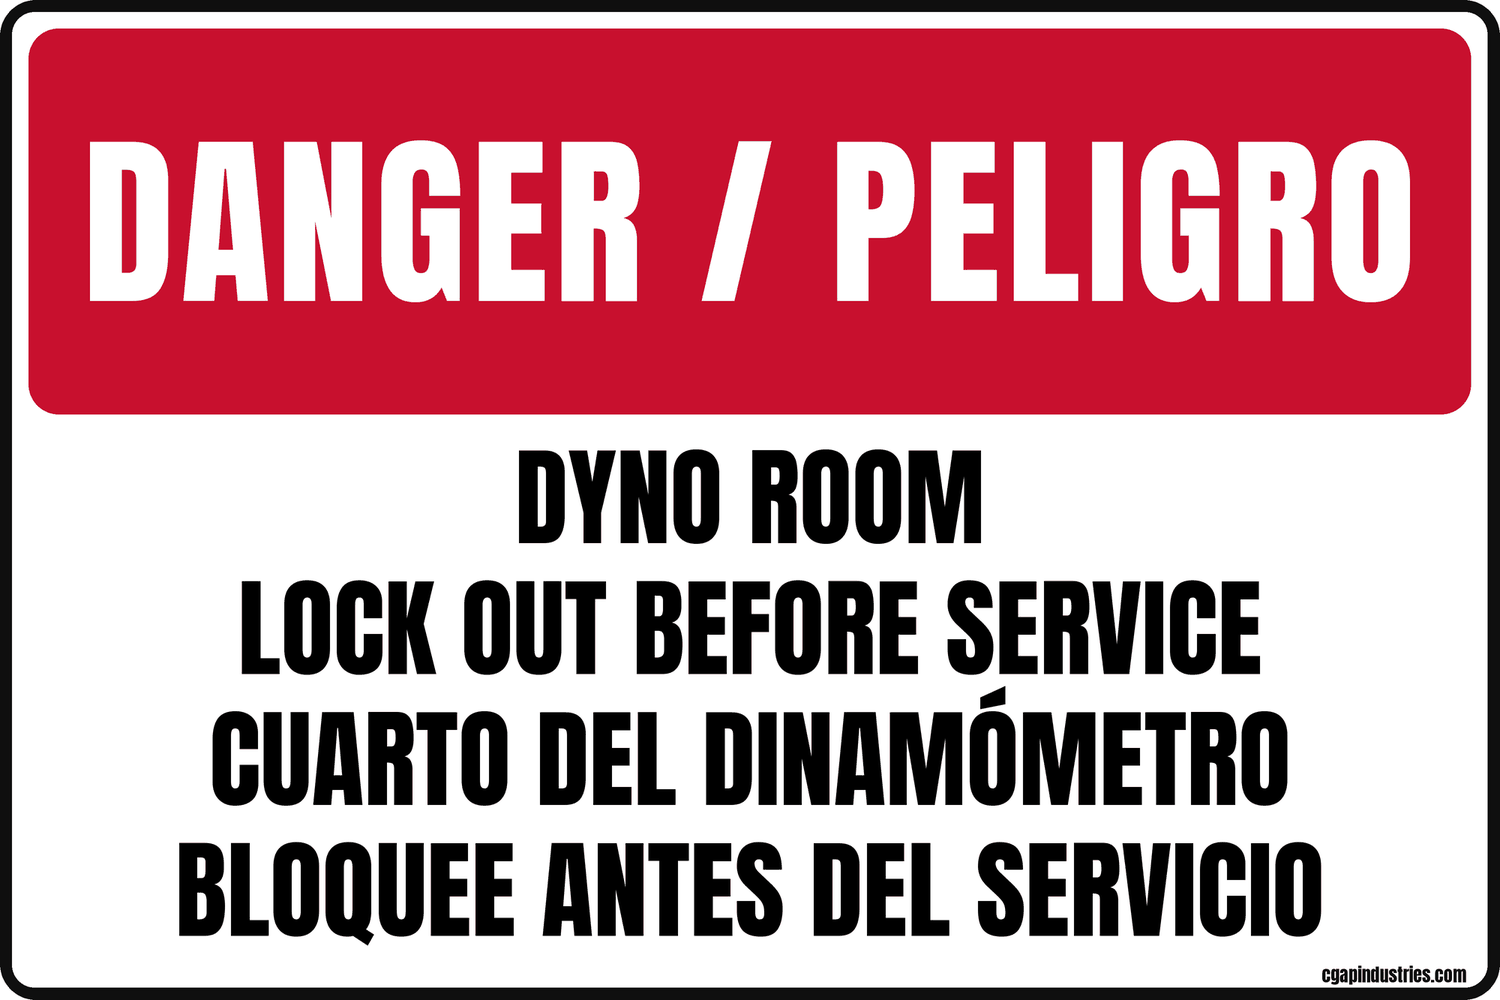 DANGER / PELIGRO
DYNO ROOM
LOCK OUT BEFORE SERVICE
CUARTO DEL DINAMÓMETRO
BLOQUEE ANTES DEL SERVICIO
cgapindustries.com